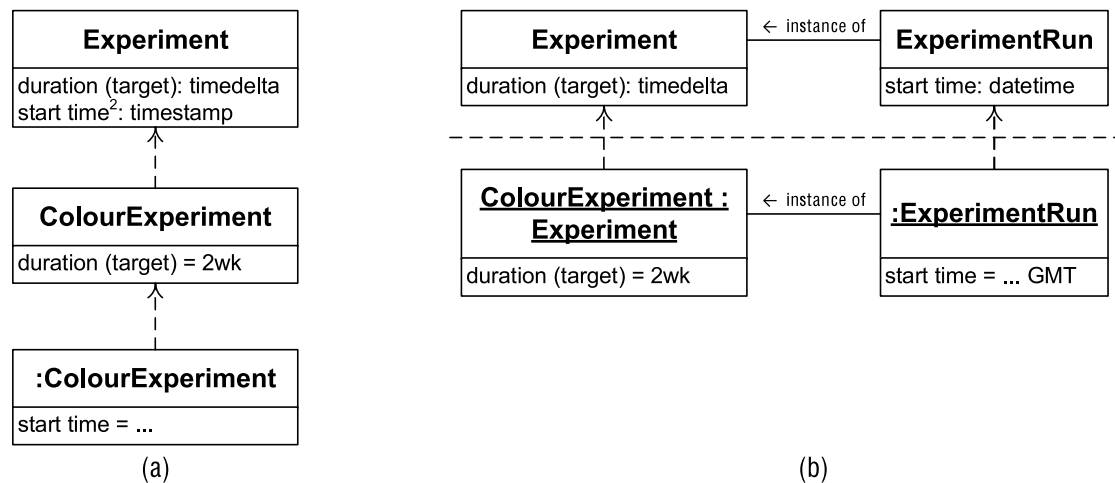 Experiment
duration (target): timedelta
start time²: timestamp
ColourExperiment
duration (target) = 2wk
:ColourExperiment
start time = ...
(a)
Experiment
duration (target): timedelta
← instance of
ExperimentRun
start time: datetime
ColourExperiment :
Experiment
duration (target) = 2wk
← instance of
:ExperimentRun
start time = ... GMT
(b)